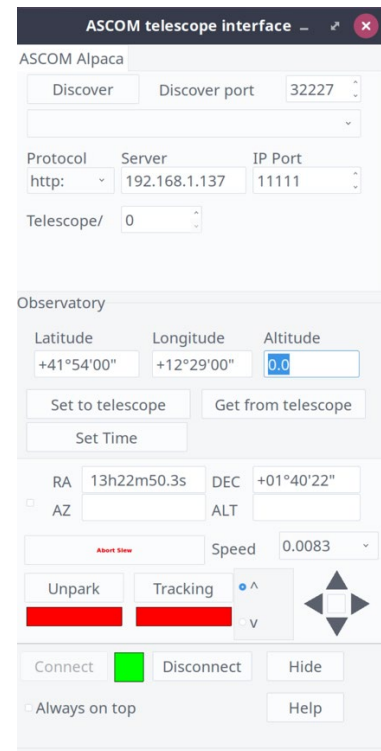 ASCOM telescope interface
ASCOM Alpaca
Discover Discover port 32227
Protocol Server IP Port
http: 192.168.1.137 11111
Telescope/ 0
Observatory
Latitude Longitude Altitude
+41°54'00" +12°29'00" 0.0
Set to telescope Get from telescope
Set Time
RA 13h22m50.3s DEC +01°40'22"
AZ ALT
Abort Slew Speed 0.0083
Unpark Tracking ^
v
Connect Disconnect Hide
Always on top Help